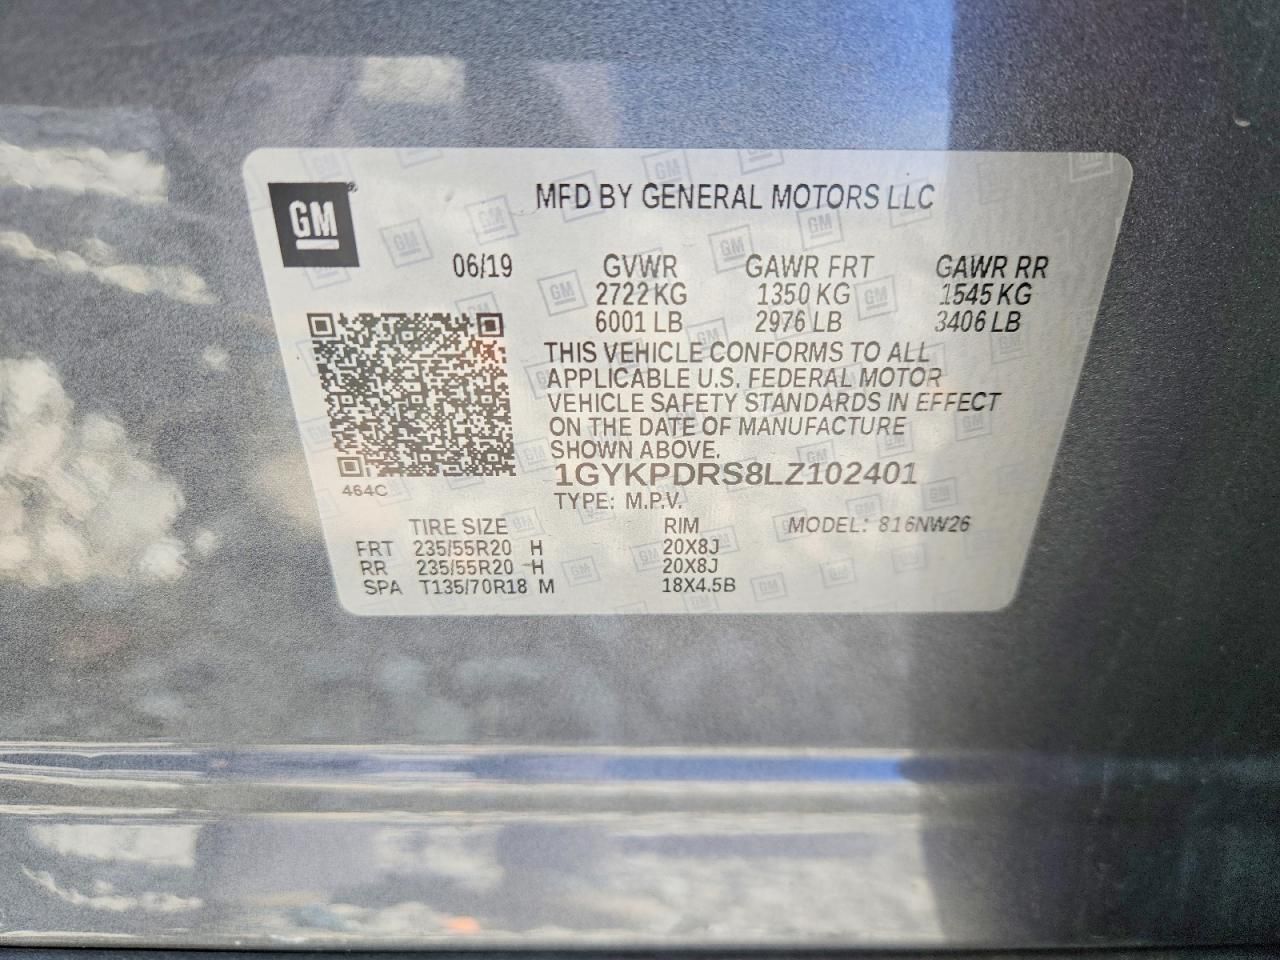 GM
MFD BY GENERAL MOTORS LLC
06/19 GVWR GAWR FRT GAWR RR
2722 KG 1350 KG 1545 KG
6001 LB 2976 LB 3406 LB
THIS VEHICLE CONFORMS TO ALL
APPLICABLE U.S. FEDERAL MOTOR
VEHICLE SAFETY STANDARDS IN EFFECT
ON THE DATE OF MANUFACTURE
SHOWN ABOVE.
1GYKPDRS8LZ102401
464C
TYPE: M.P.V.
TIRE SIZE RIM MODEL: 816NW26
FRT 235/55R20 H 20X8J
RR 235/55R20 H 20X8J
SPA T135/70R18 M 18X4.5B